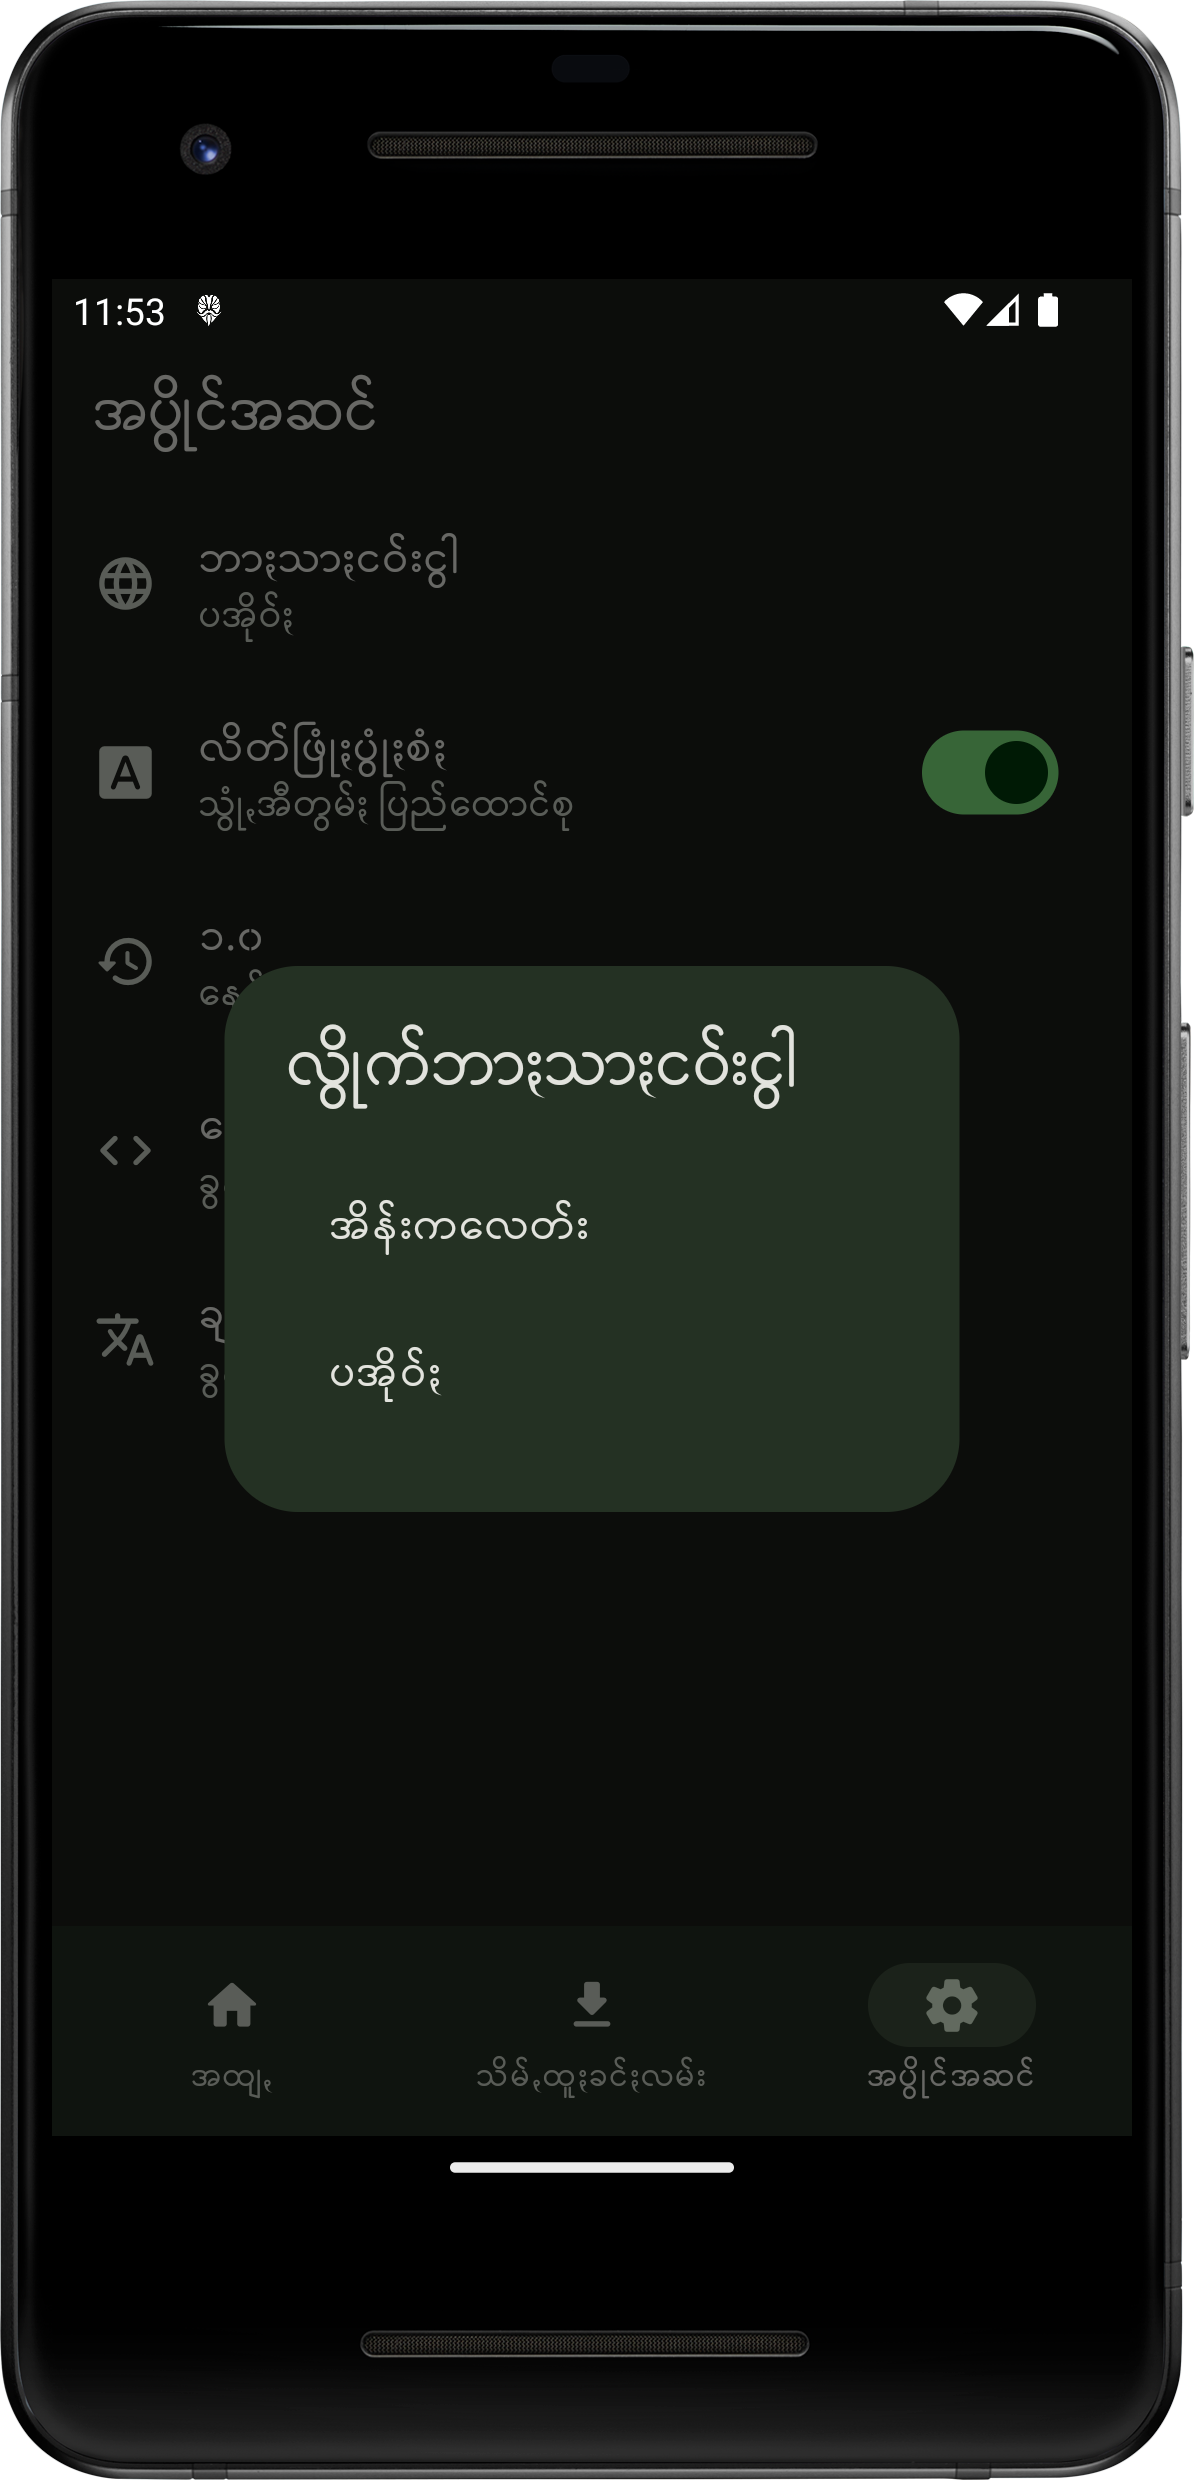 11:53
အပွိုင်အဆင်
ဘာႏသာႏငဝ်းငွါ
ပအိုဝ်ႏ
လိတ်ဖြုံႏပွုံႏစံႏ
သွုံႇအီတွမ်ႏ ပြည်ထောင်စု
၁.၀
လွိုက်ဘာႏသာႏငဝ်းငွါ
အိန်းကလေတ်း
ပအိုဝ်ႏ
အထျႇ
သိမ်ႇထူႏခင်ႏလမ်း
အပွိုင်အဆင်